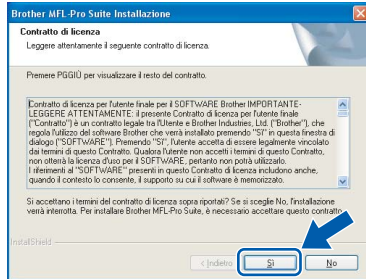 Brother MFL-Pro Suite Installazione
Contratto di licenza
Leggere attentamente il seguente contratto di licenza.
Premere PGGIÙ per visualizzare il resto del contratto.
Contratto di licenza per l'utente finale per il SOFTWARE Brother IMPORTANTE-
LEGGERE ATTENTAMENTE: il presente Contratto di licenza per l'utente finale
("Contratto") è un contratto legale tra l'Utente e Brother Industries, Ltd. ("Brother"), che
regola l'utilizzo del software Brother che verrà installato premendo "Sì" in questa finestra di
dialogo ("SOFTWARE"). Premendo "Sì", l'utente accetta di essere legalmente vincolato
dai termini di questo Contratto. Qualora l'utente non accetti i termini di questo Contratto,
non otterrà la licenza d'uso per il SOFTWARE, pertanto non potrà utilizzarlo.
I riferimenti al "SOFTWARE" presenti in questo Contratto di licenza includono anche,
quando il contesto lo consente, il supporto su cui il software è memorizzato.
Si accettano i termini del contratto di licenza sopra riportati? Se si sceglie No, l'installazione
verrà interrotta. Per installare Brother MFL-Pro Suite, è necessario accettare questo contratto.
InstallShield
< Indietro
Sì
No